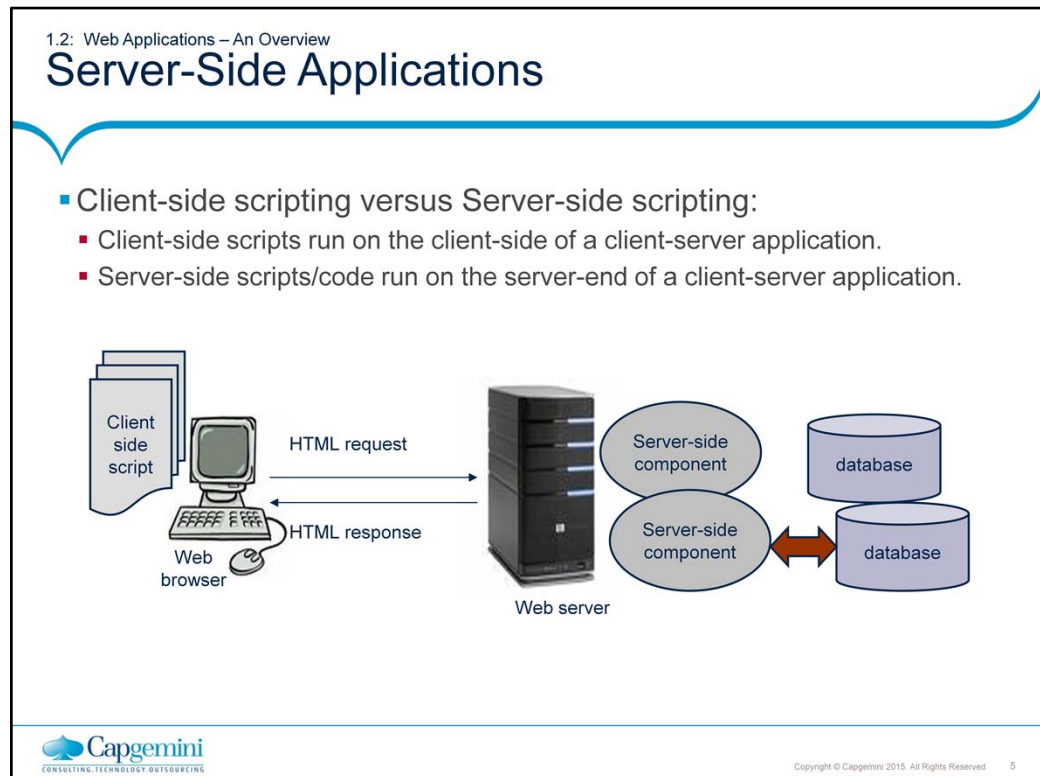 1.2: Web Applications – An Overview
Server-Side Applications
Client-side scripting versus Server-side scripting:
Client-side scripts run on the client-side of a client-server application.
Server-side scripts/code run on the server-end of a client-server application.
Client
side
script
HTML request
HTML response
Web
browser
Web server
Server-side
component
Server-side
component
database
database
Capgemini
CONSULTING.TECHNOLOGY.OUTSOURCING
Copyright © Capgemini 2015. All Rights Reserved 5